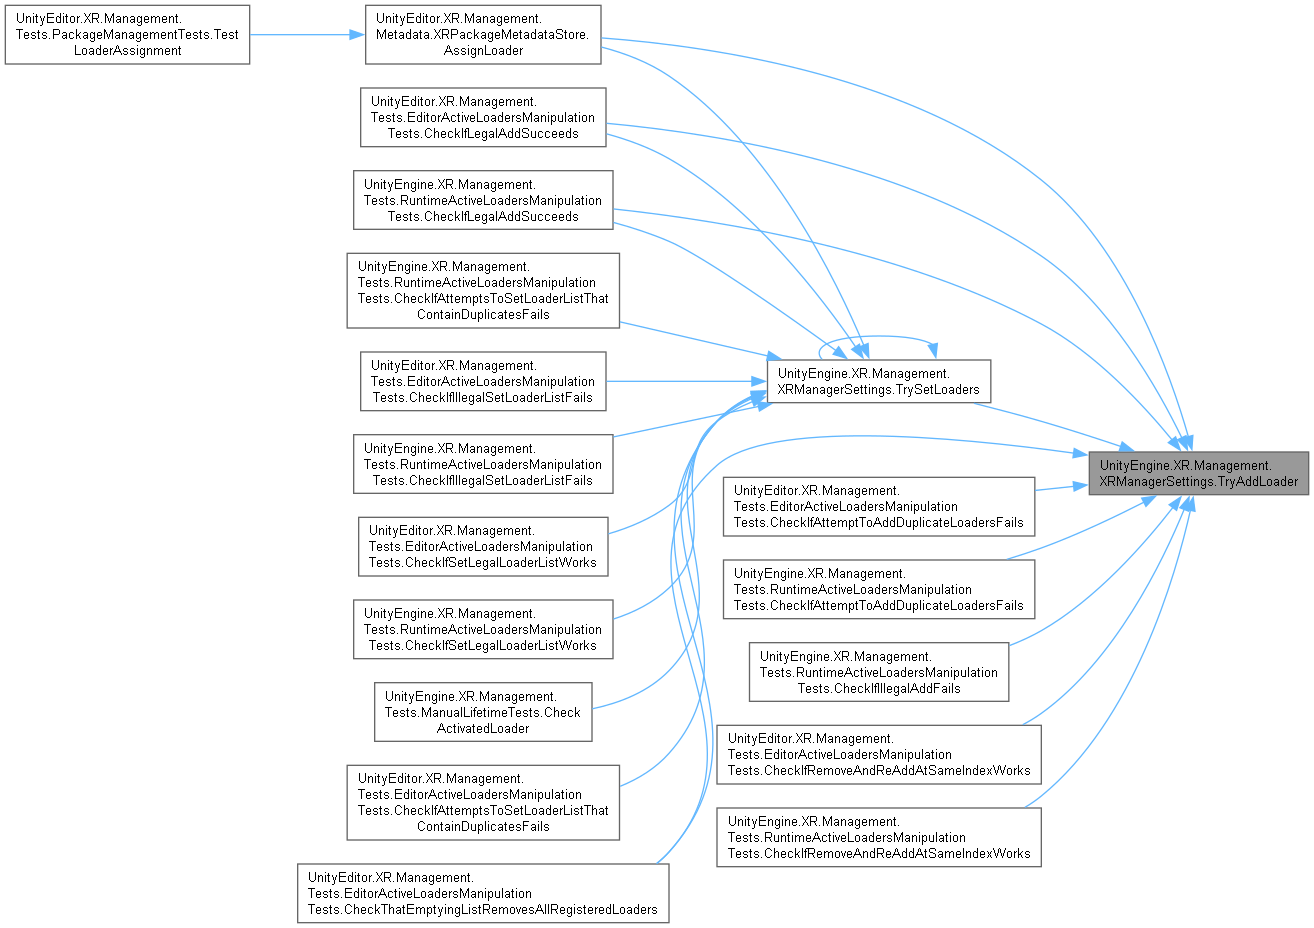 UnityEditor.XR.Management.
Tests.PackageManagementTests.Test
LoaderAssignment
UnityEditor.XR.Management.
Metadata.XRPackageMetadataStore.
AssignLoader
UnityEditor.XR.Management.
Tests.EditorActiveLoadersManipulation
Tests.CheckIfLegalAddSucceeds
UnityEngine.XR.Management.
Tests.RuntimeActiveLoadersManipulation
Tests.CheckIfLegalAddSucceeds
UnityEngine.XR.Management.
Tests.RuntimeActiveLoadersManipulation
Tests.CheckIfAttemptsToSetLoaderListThat
ContainDuplicatesFails
UnityEditor.XR.Management.
Tests.EditorActiveLoadersManipulation
Tests.CheckIfIllegalSetLoaderListFails
UnityEngine.XR.Management.
Tests.RuntimeActiveLoadersManipulation
Tests.CheckIfIllegalSetLoaderListFails
UnityEditor.XR.Management.
Tests.EditorActiveLoadersManipulation
Tests.CheckIfSetLegalLoaderListWorks
UnityEngine.XR.Management.
Tests.RuntimeActiveLoadersManipulation
Tests.CheckIfSetLegalLoaderListWorks
UnityEngine.XR.Management.
Tests.ManualLifetimeTests.Check
ActivatedLoader
UnityEditor.XR.Management.
Tests.EditorActiveLoadersManipulation
Tests.CheckIfAttemptsToSetLoaderListThat
ContainDuplicatesFails
UnityEditor.XR.Management.
Tests.EditorActiveLoadersManipulation
Tests.CheckThatEmptyingListRemovesAllRegisteredLoaders
UnityEngine.XR.Management.
XRManagerSettings.TrySetLoaders
UnityEditor.XR.Management.
Tests.EditorActiveLoadersManipulation
Tests.CheckIfAttemptToAddDuplicateLoadersFails
UnityEngine.XR.Management.
Tests.RuntimeActiveLoadersManipulation
Tests.CheckIfAttemptToAddDuplicateLoadersFails
UnityEngine.XR.Management.
Tests.RuntimeActiveLoadersManipulation
Tests.CheckIfIllegalAddFails
UnityEditor.XR.Management.
Tests.EditorActiveLoadersManipulation
Tests.CheckIfRemoveAndReAddAtSameIndexWorks
UnityEngine.XR.Management.
Tests.RuntimeActiveLoadersManipulation
Tests.CheckIfRemoveAndReAddAtSameIndexWorks
UnityEngine.XR.Management.
XRManagerSettings.TryAddLoader